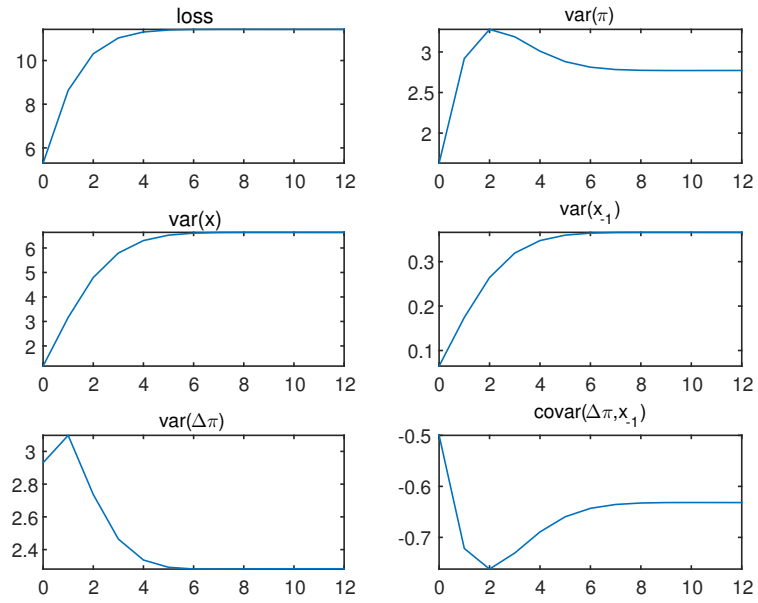 loss
10
8
6
0 2 4 6 8 10 12
var(π)
3
2.5
2
0 2 4 6 8 10 12
var(x)
6
5
4
3
2
0 2 4 6 8 10 12
var(x₋₁)
0.3
0.2
0.1
0 2 4 6 8 10 12
var(Δπ)
3
2.8
2.6
2.4
0 2 4 6 8 10 12
covar(Δπ,x₋₁)
-0.5
-0.6
-0.7
0 2 4 6 8 10 12